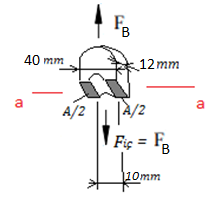 F_B
40 mm 12mm
a a
A/2 A/2
F_iç = F_B
10mm